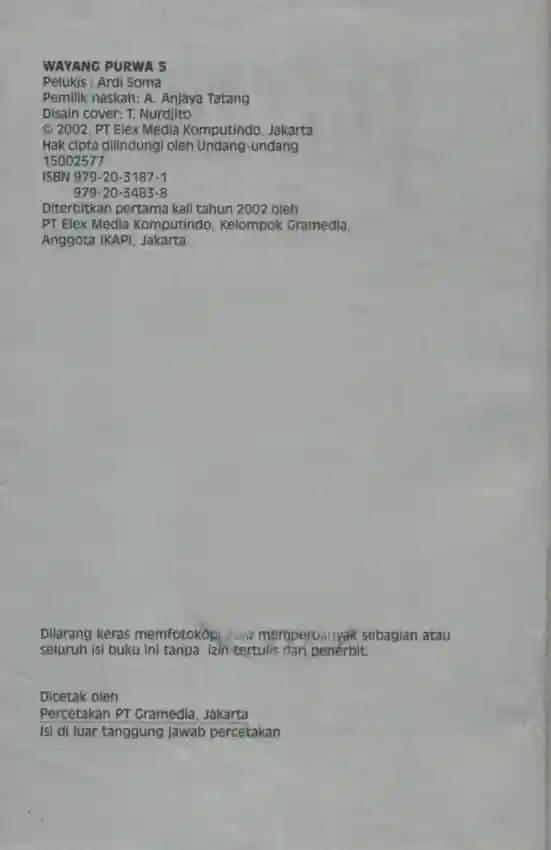 WAYANG PURWA 5
Pelukis : Ardi Soma
Pemilik naskah: A. Anjaya Tatang
Disain cover: T. Nurdjito
© 2002, PT Elex Media Komputindo, Jakarta
Hak cipta dilindungi oleh Undang-undang
15002577
ISBN 979-20-3187-1
979-20-3483-8
Diterbitkan pertama kali tahun 2002 oleh
PT Elex Media Komputindo, Kelompok Gramedia,
Anggota IKAPI, Jakarta
Dilarang keras memfotokopi memperbanyak sebagian atau
seluruh isi buku ini tanpa izin tertulis dari penerbit.
Dicetak oleh
Percetakan PT Gramedia, Jakarta
Isi di luar tanggung jawab percetakan